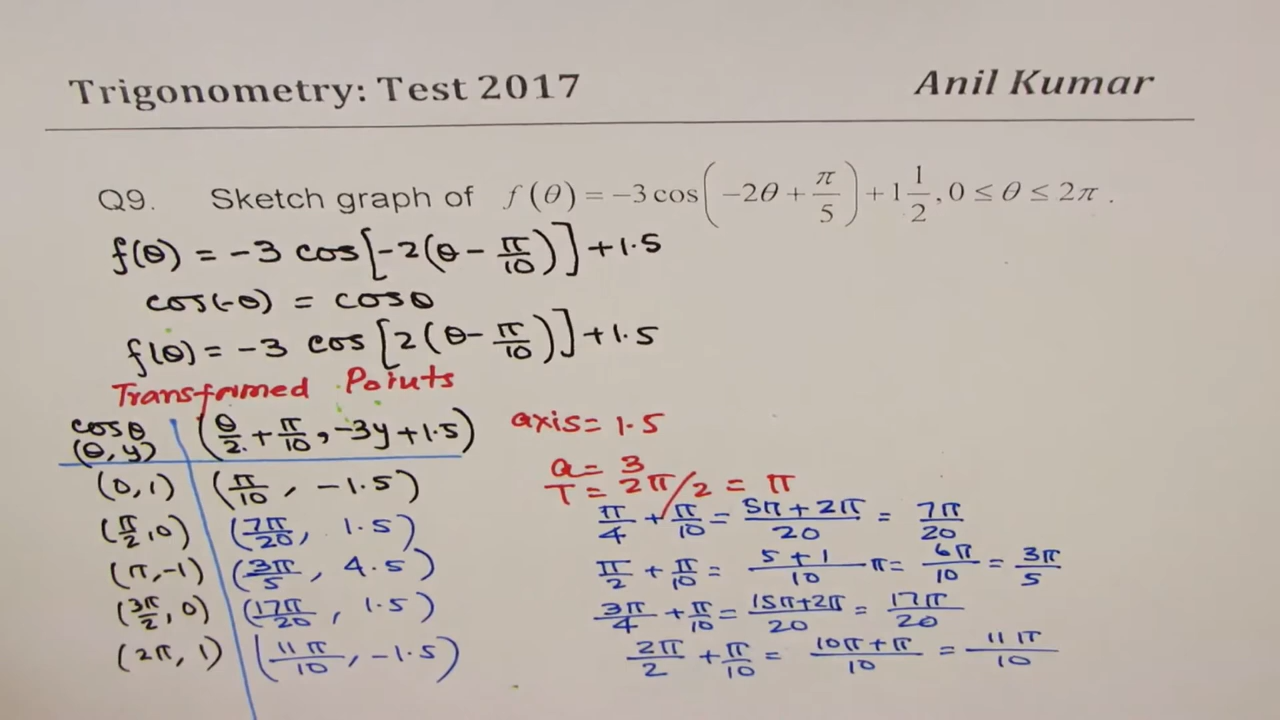 Trigonometry: Test 2017 Anil Kumar
Q9. Sketch graph of f(θ) = −3cos(−2θ + π/5) + 1 1/2, 0 ≤ θ ≤ 2π.
f(θ) = −3 cos[−2(θ − π/10)] + 1.5
cos(−θ) = cosθ
f(θ) = −3 cos[2(θ − π/10)] + 1.5
Transformed Points
cosθ
(θ, y) (θ/2 + π/10, −3y + 1.5)
axis = 1.5
a = 3
T = 2π/2 = π
(0, 1) (π/10, −1.5)
(π/2, 0) (7π/20, 1.5)
(π, −1) (3π/5, 4.5)
(3π/2, 0) (17π/20, 1.5)
(2π, 1) (11π/10, −1.5)
π/4 + π/10 = 5π + 2π/20 = 7π/20
π/2 + π/10 = 5 + 1/10 π = 6π/10 = 3π/5
3π/4 + π/10 = 15π + 2π/20 = 17π/20
2π/2 + π/10 = 10π + π/10 = 11π/10